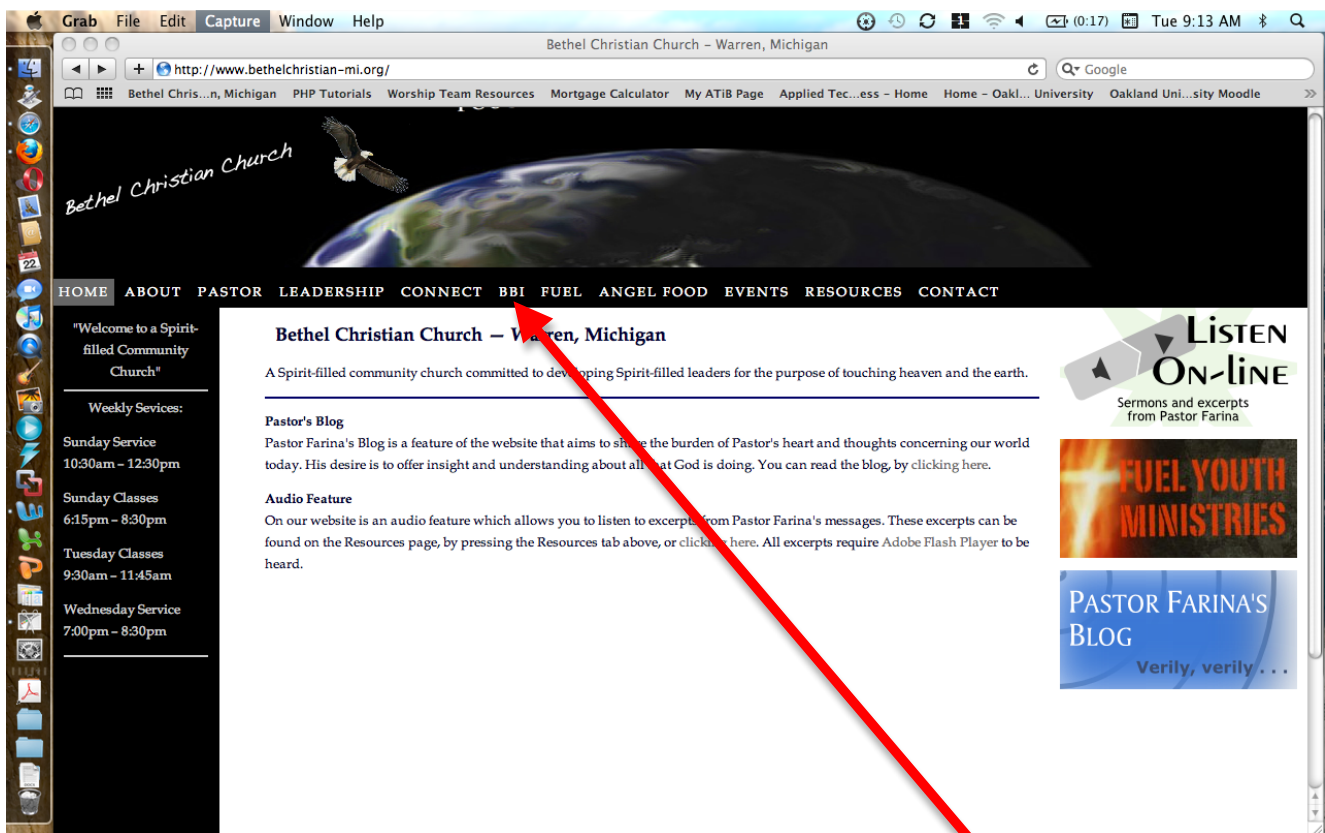 Grab File Edit Capture Window Help (0:17) Tue 9:13 AM
Bethel Christian Church – Warren, Michigan
http://www.bethelchristian-mi.org/ Google
Bethel Chris...n, Michigan PHP Tutorials Worship Team Resources Mortgage Calculator My ATiB Page Applied Tec...ess – Home Home – Oakl... University Oakland Uni...sity Moodle
Bethel Christian Church
HOME ABOUT PASTOR LEADERSHIP CONNECT BBI FUEL ANGEL FOOD EVENTS RESOURCES CONTACT
"Welcome to a Spirit-
filled Community
Church"
Weekly Sevices:
Sunday Service
10:30am – 12:30pm
Sunday Classes
6:15pm – 8:30pm
Tuesday Classes
9:30am – 11:45am
Wednesday Service
7:00pm – 8:30pm
Bethel Christian Church — Warren, Michigan
A Spirit-filled community church committed to developing Spirit-filled leaders for the purpose of touching heaven and the earth.
Pastor's Blog
Pastor Farina's Blog is a feature of the website that aims to share the burden of Pastor's heart and thoughts concerning our world
today. His desire is to offer insight and understanding about all that God is doing. You can read the blog, by clicking here.
Audio Feature
On our website is an audio feature which allows you to listen to excerpts from Pastor Farina's messages. These excerpts can be
found on the Resources page, by pressing the Resources tab above, or clicking here. All excerpts require Adobe Flash Player to be
heard.
LISTEN
ON-LINE
Sermons and excerpts
from Pastor Farina
FUEL YOUTH
MINISTRIES
PASTOR FARINA'S
BLOG
Verily, verily . . .
22